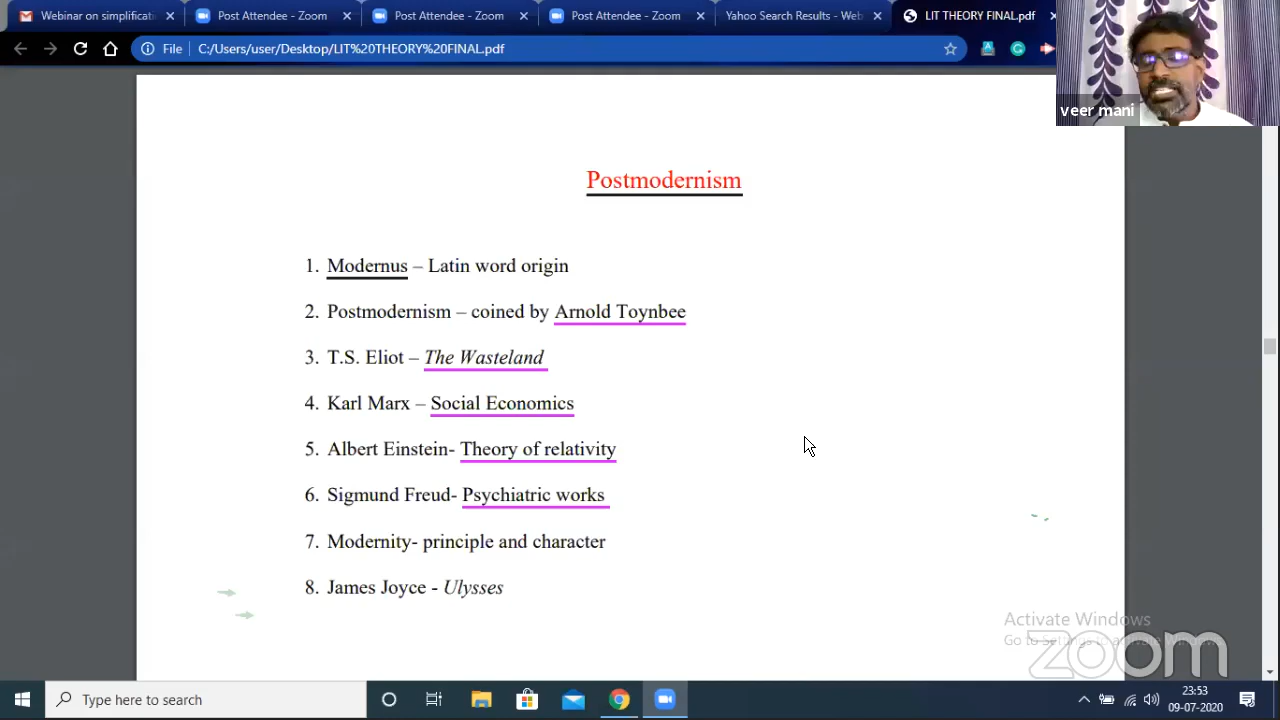 Webinar on simplificat
Post Attendee - Zoom
Post Attendee - Zoom
Post Attendee - Zoom
Yahoo Search Results - Web
LIT THEORY FINAL.pdf
File
C:/Users/user/Desktop/LIT%20THEORY%20FINAL.pdf
veer mani
Postmodernism
1. Modernus – Latin word origin
2. Postmodernism – coined by Arnold Toynbee
3. T.S. Eliot – The Wasteland
4. Karl Marx – Social Economics
5. Albert Einstein- Theory of relativity
6. Sigmund Freud- Psychiatric works
7. Modernity- principle and character
8. James Joyce - Ulysses
Activate Windows
Go to Settings
zoom
Type here to search
23:53
09-07-2020